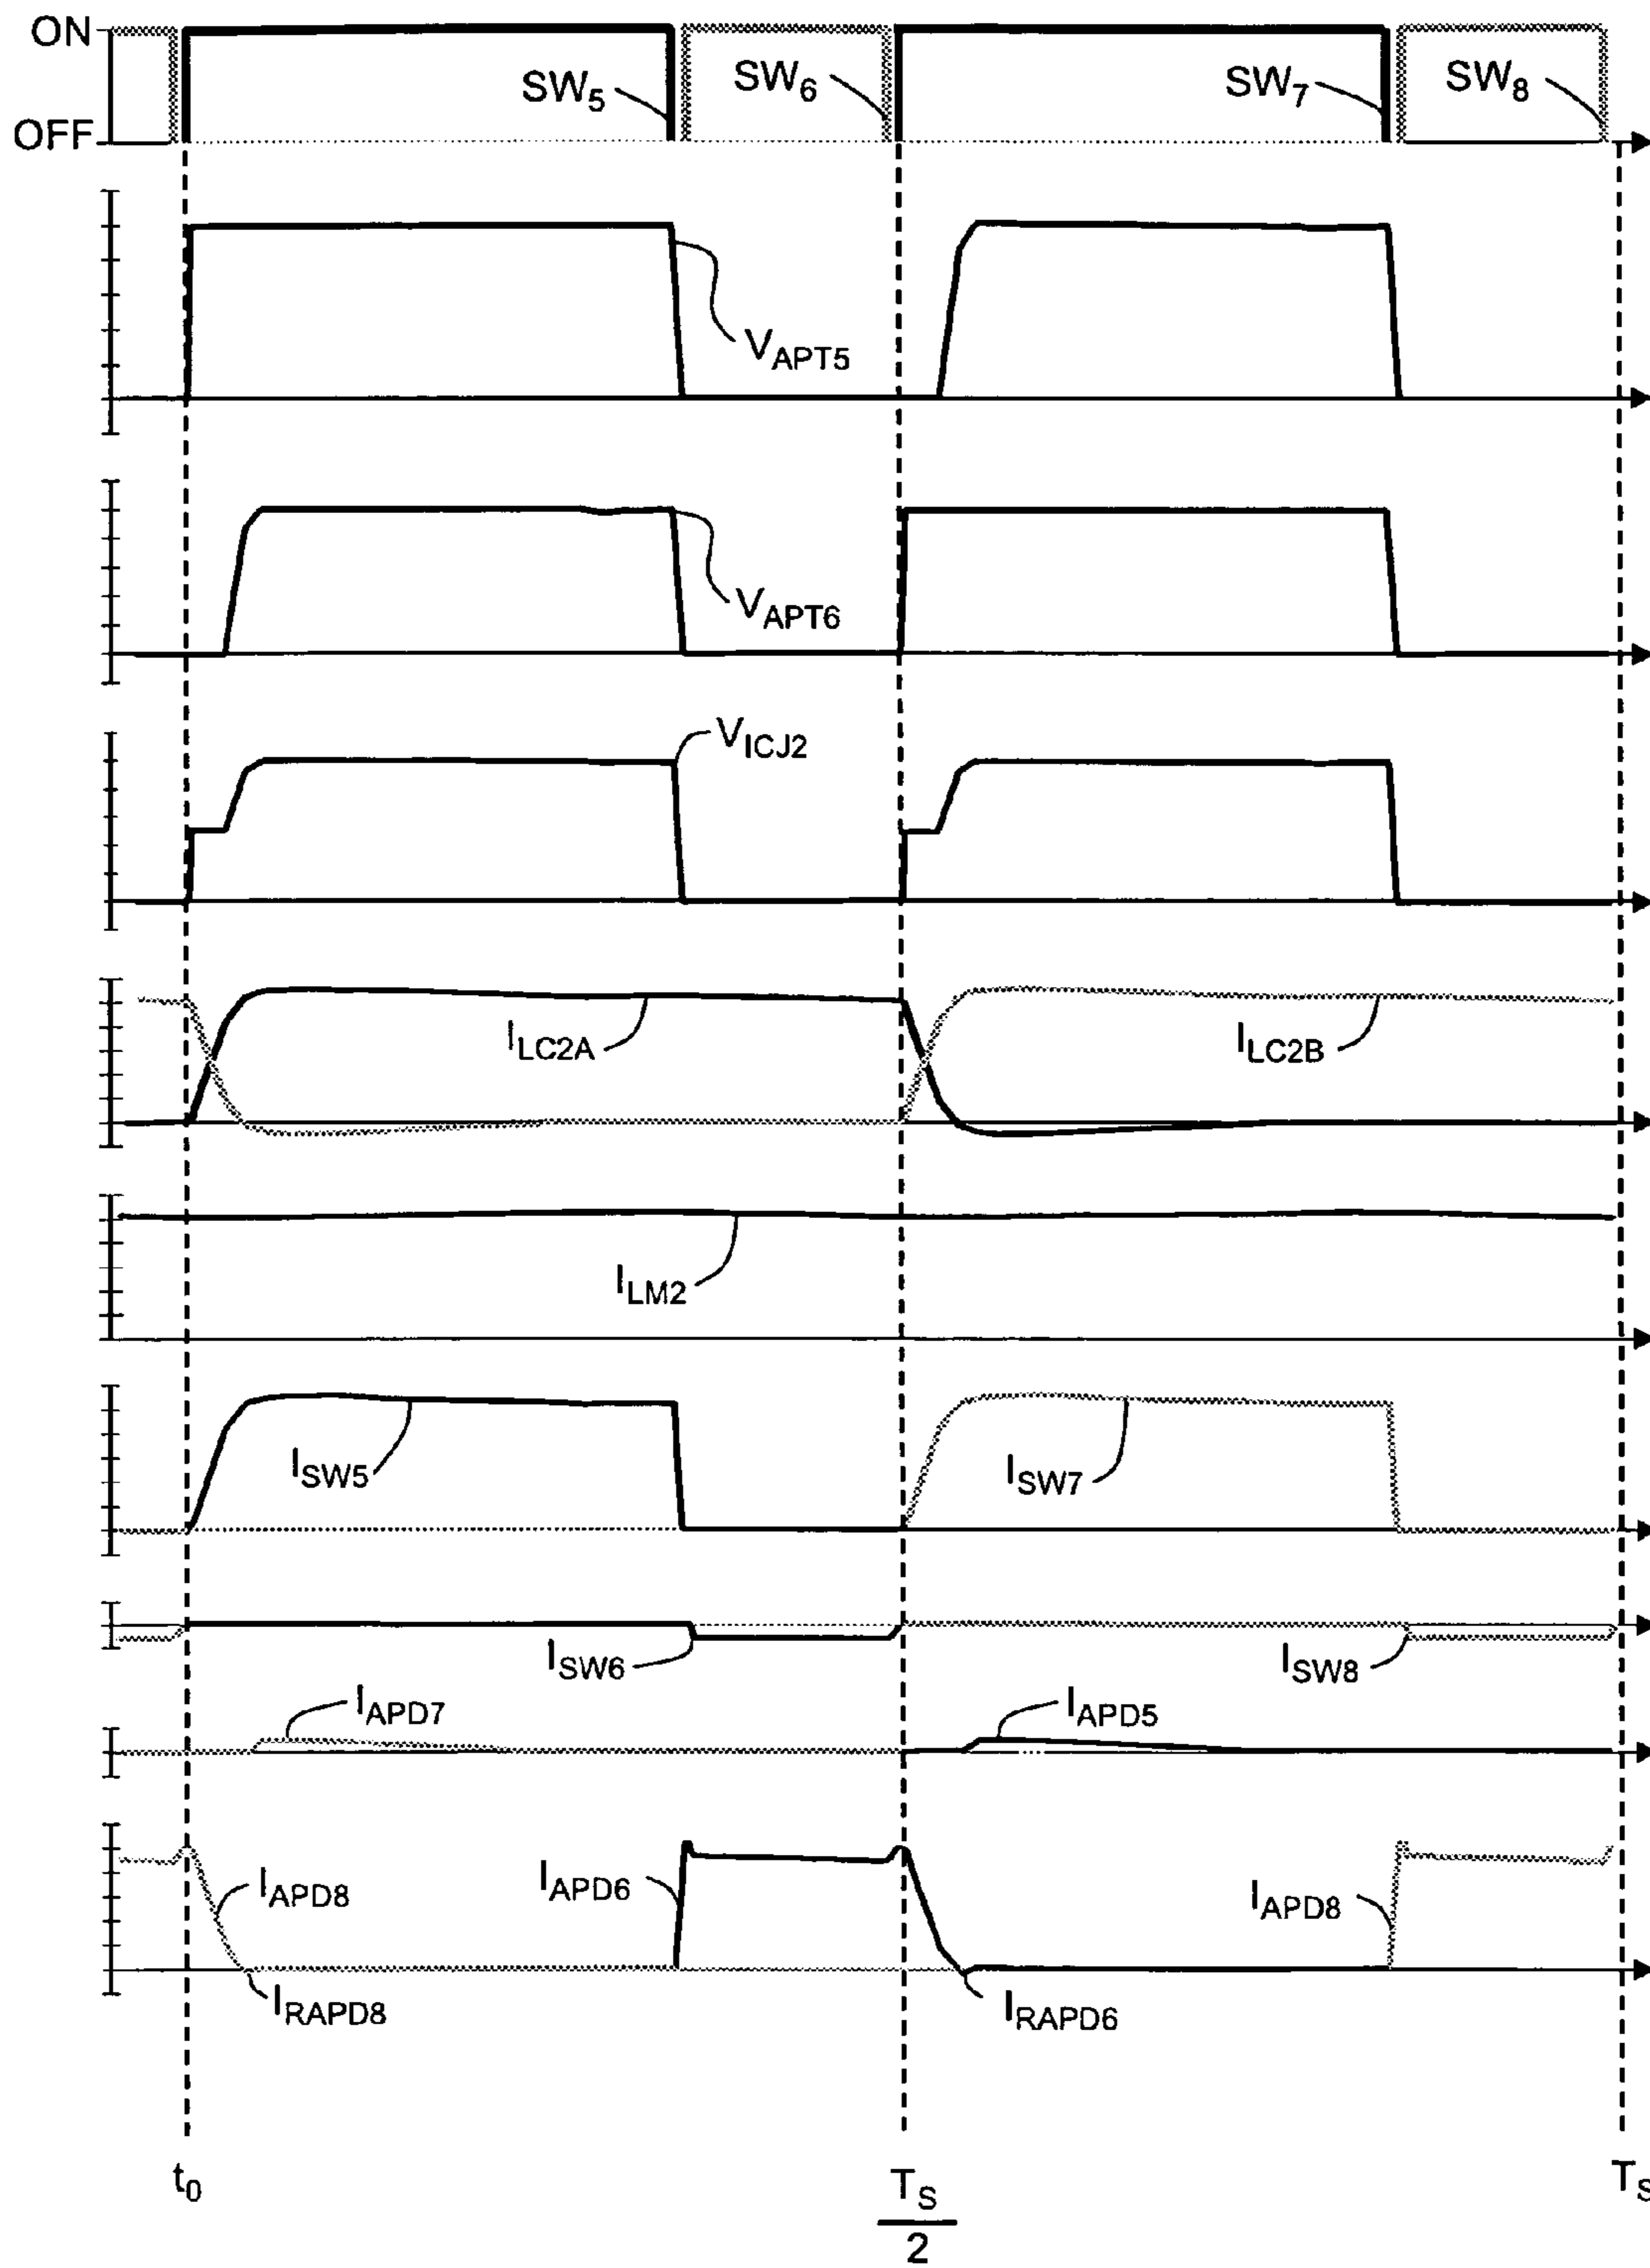 ON
OFF
SW5
SW6
SW7
SW8
VAPT5
VAPT6
VICJ2
ILC2A
ILC2B
ILM2
ISW5
ISW7
ISW6
ISW8
IAPD7
IAPD5
IAPD8
IAPD6
IAPD8
IRAPD8
IRAPD6
t0
TS
2
TS